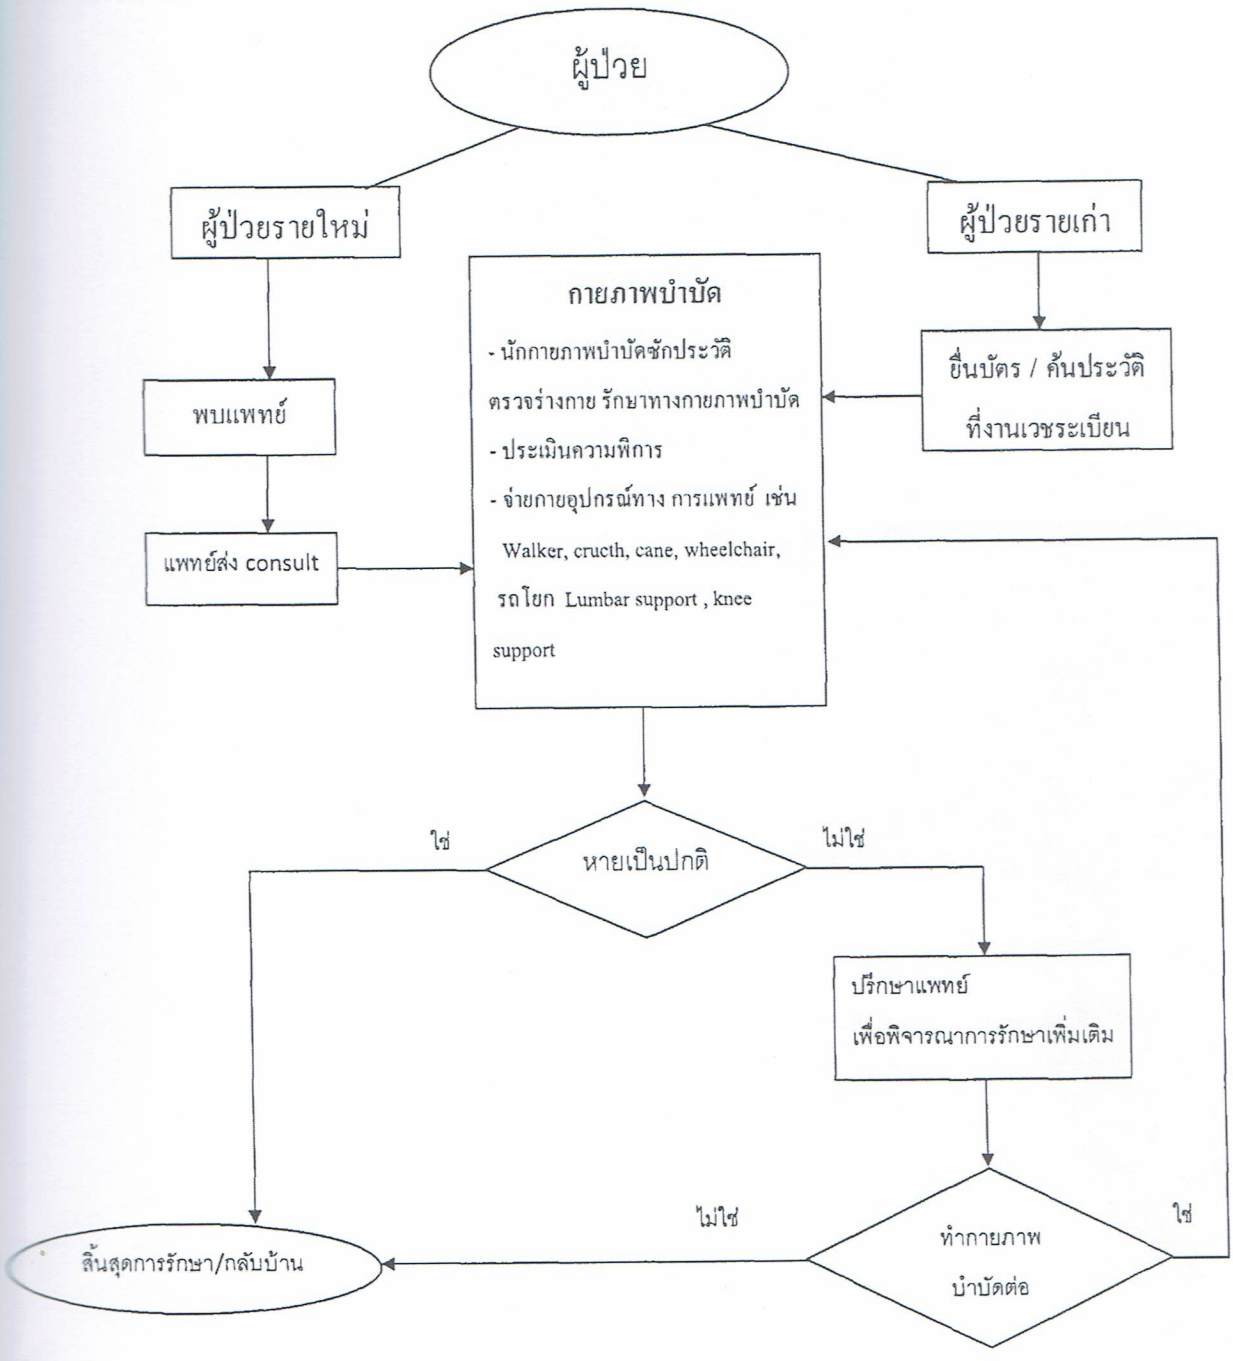 ผู้ป่วย
ผู้ป่วยรายใหม่
ผู้ป่วยรายเก่า
พบแพทย์
แพทย์ส่ง consult
ยื่นบัตร / ค้นประวัติ
ที่งานเวชระเบียน
กายภาพบำบัด
- นักกายภาพบำบัดซักประวัติ
ตรวจร่างกาย รักษาทางกายภาพบำบัด
- ประเมินความพิการ
- จ่ายกายอุปกรณ์ทาง การแพทย์ เช่น
Walker, cructh, cane, wheelchair,
รถโยก Lumbar support , knee
support
ใช่
หายเป็นปกติ
ไม่ใช่
ปรึกษาแพทย์
เพื่อพิจารณาการรักษาเพิ่มเติม
ไม่ใช่
ทำกายภาพ
บำบัดต่อ
ใช่
สิ้นสุดการรักษา/กลับบ้าน